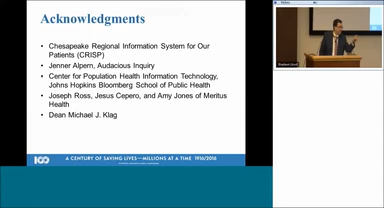 Acknowledgments
• Chesapeake Regional Information System for Our
Patients (CRISP)
• Jenner Alpern, Audacious Inquiry
• Center for Population Health Information Technology,
Johns Hopkins Bloomberg School of Public Health
• Joseph Ross, Jesus Cepero, and Amy Jones of Meritus
Health
• Dean Michael J. Klag
100
A CENTURY OF SAVING LIVES—MILLIONS AT A TIME 1916/2016